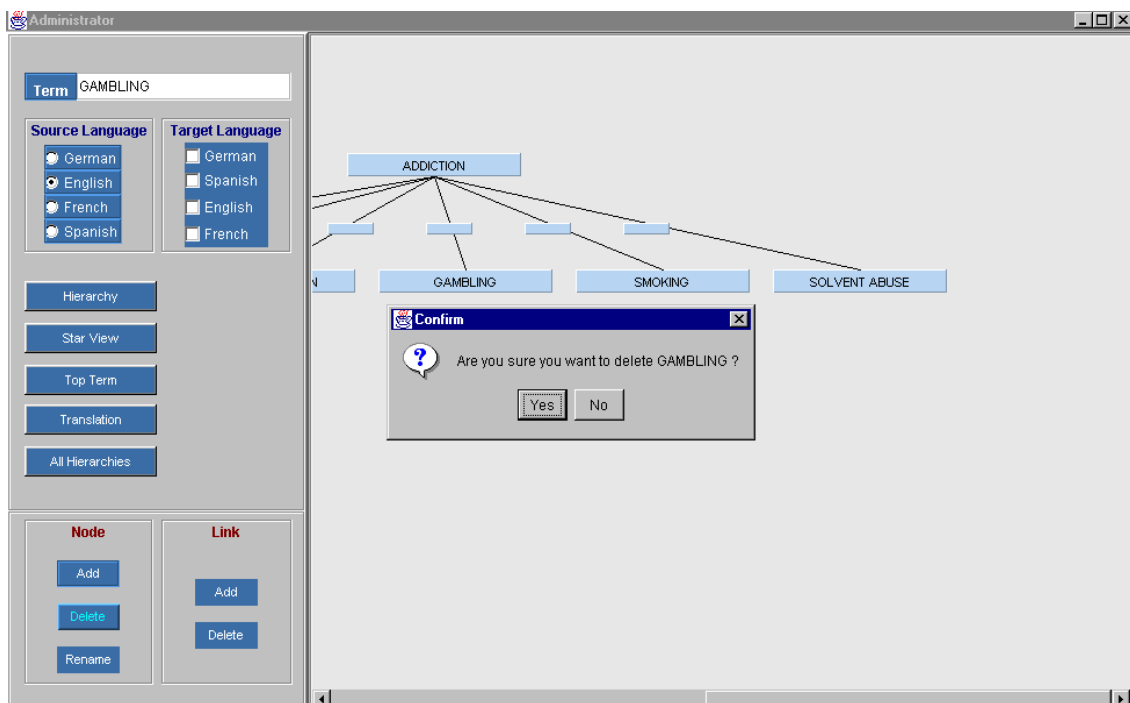 Administrator
Term GAMBLING
Source Language
German
English
French
Spanish
Target Language
German
Spanish
English
French
Hierarchy
Star View
Top Term
Translation
All Hierarchies
Node
Add
Delete
Rename
Link
Add
Delete
ADDICTION
N GAMBLING SMOKING SOLVENT ABUSE
Confirm
Are you sure you want to delete GAMBLING ?
Yes No